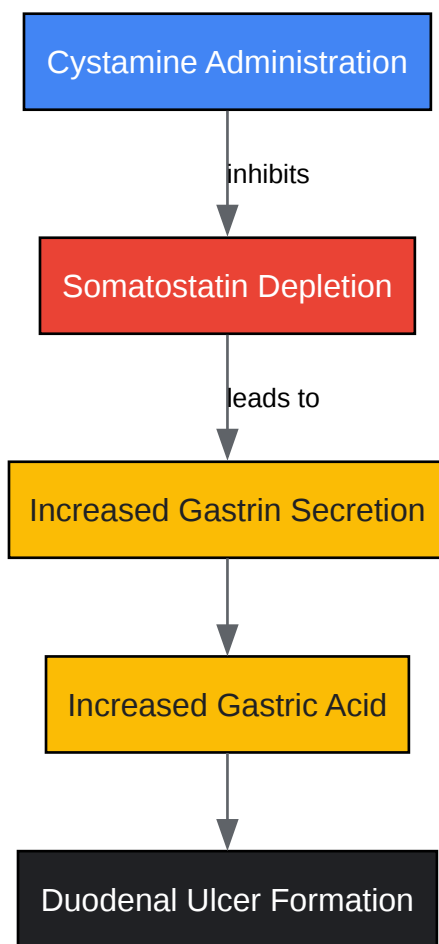 Cystamine Administration
inhibits
Somatostatin Depletion
leads to
Increased Gastrin Secretion
Increased Gastric Acid
Duodenal Ulcer Formation